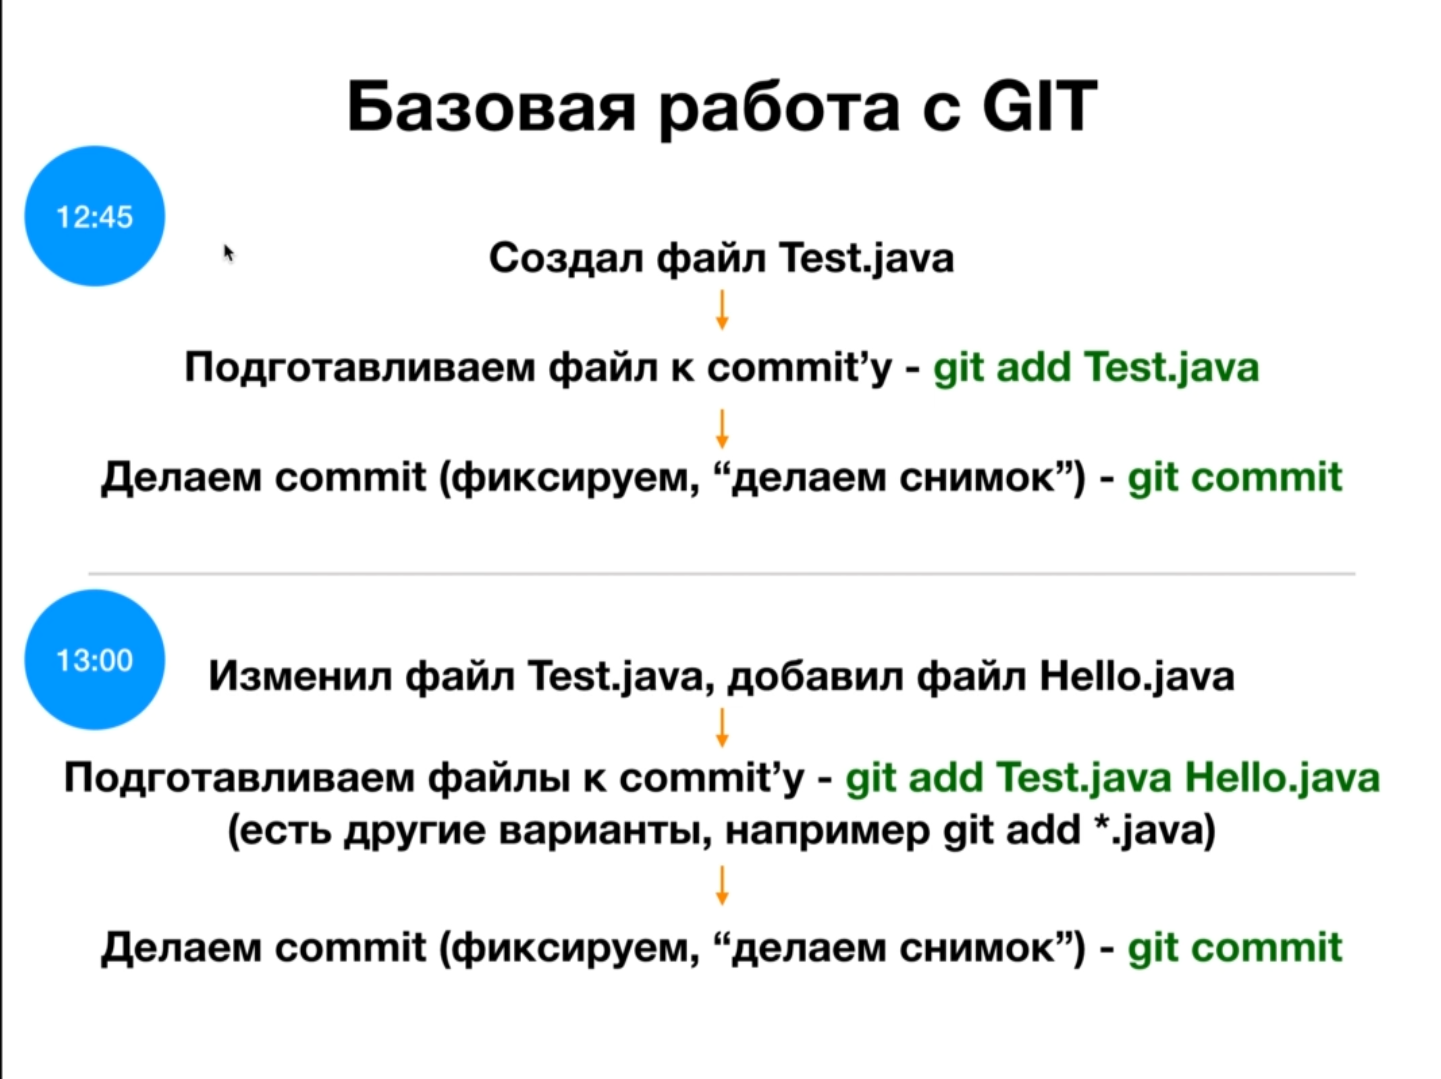 Базовая работа с GIT
12:45
Создал файл Test.java
Подготавливаем файл к commit’у - git add Test.java
Делаем commit (фиксируем, “делаем снимок”) - git commit
13:00
Изменил файл Test.java, добавил файл Hello.java
Подготавливаем файлы к commit’у - git add Test.java Hello.java
(есть другие варианты, например git add *.java)
Делаем commit (фиксируем, “делаем снимок”) - git commit